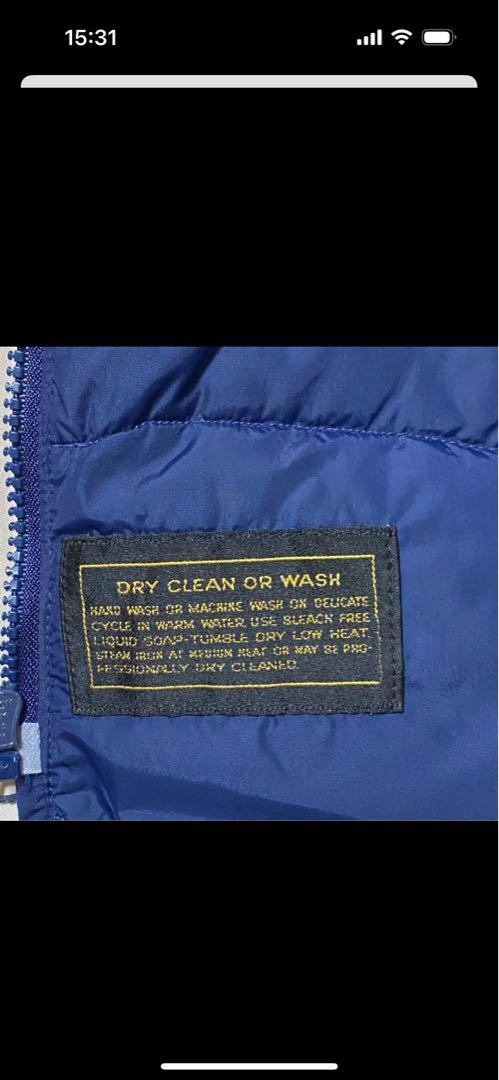 15:31
DRY CLEAN OR WASH
HAND WASH OR MACHINE WASH ON DELICATE
CYCLE IN WARM WATER. USE BLEACH FREE
LIQUID SOAP-TUMBLE DRY LOW HEAT.
STEAM IRON AT MEDIUM HEAT OR MAY BE PRO-
FESSIONALLY DRY CLEANED.